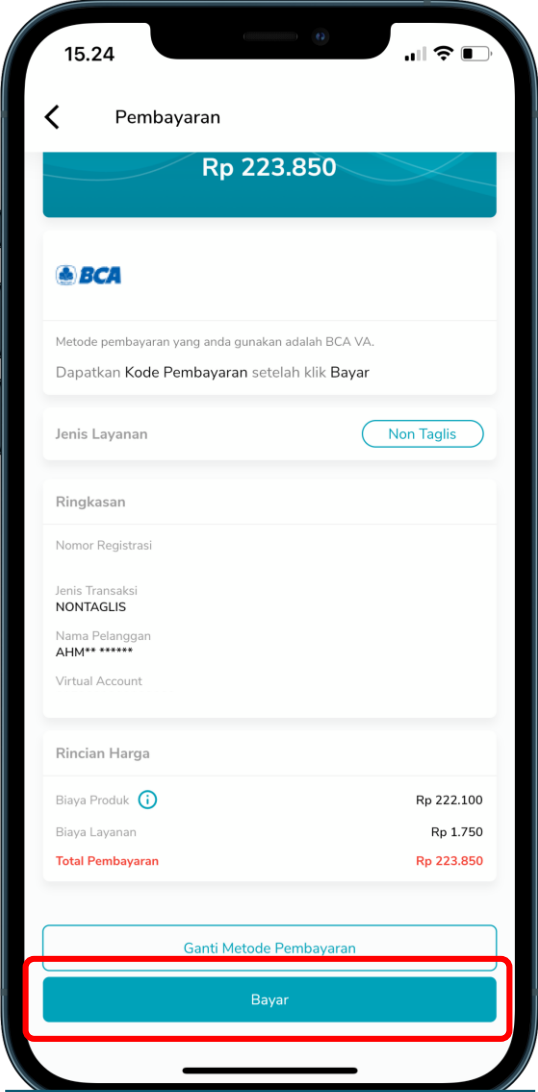 15.24
Pembayaran
Rp 223.850
BCA
Metode pembayaran yang anda gunakan adalah BCA VA.
Dapatkan Kode Pembayaran setelah klik Bayar
Jenis Layanan Non Taglis
Ringkasan
Nomor Registrasi
Jenis Transaksi
NONTAGLIS
Nama Pelanggan
AHM** ******
Virtual Account
Rincian Harga
Biaya Produk Rp 222.100
Biaya Layanan Rp 1.750
Total Pembayaran Rp 223.850
Ganti Metode Pembayaran
Bayar